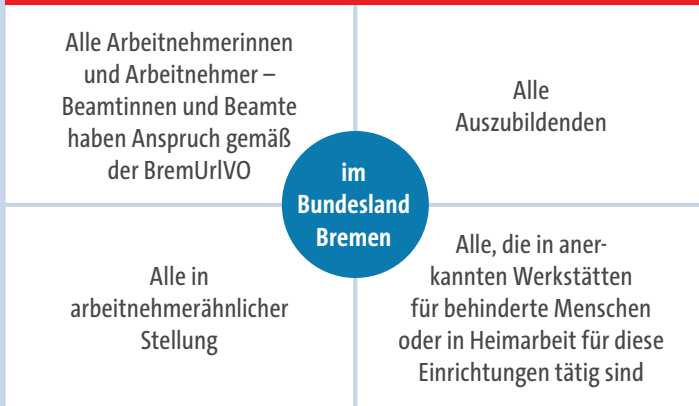 Alle Arbeitnehmerinnen
und Arbeitnehmer –
Beamtinnen und Beamte
haben Anspruch gemäß
der BremUrlVO
Alle
Auszubildenden
im
Bundesland
Bremen
Alle in
arbeitnehmerähnlicher
Stellung
Alle, die in aner-
kannten Werkstätten
für behinderte Menschen
oder in Heimarbeit für diese
Einrichtungen tätig sind